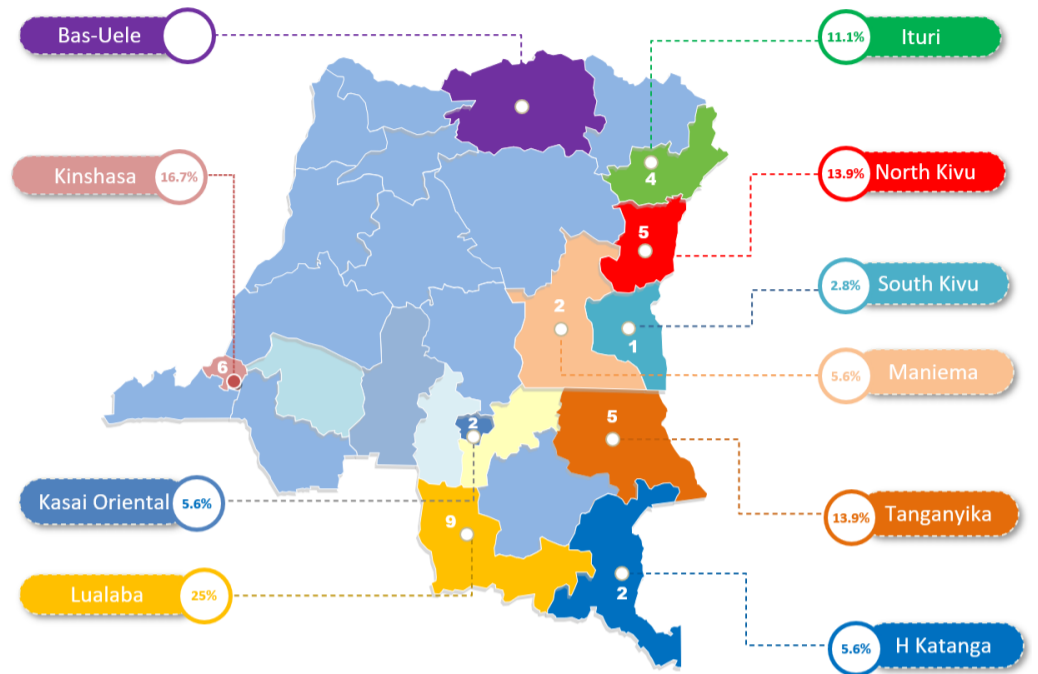 Bas-Uele
11.1% Ituri
Kinshasa 16.7%
4
13.9% North Kivu
5
2.8% South Kivu
2
1
6
5.6% Maniema
5
2
Kasai Oriental 5.6%
9
13.9% Tanganyika
Lualaba 25%
2
5.6% H Katanga